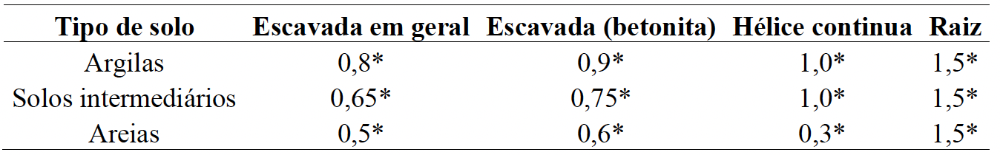 Tipo de solo Escavada em geral Escavada (betonita) Hélice continua Raiz
Argilas 0,8* 0,9* 1,0* 1,5*
Solos intermediários 0,65* 0,75* 1,0* 1,5*
Areias 0,5* 0,6* 0,3* 1,5*